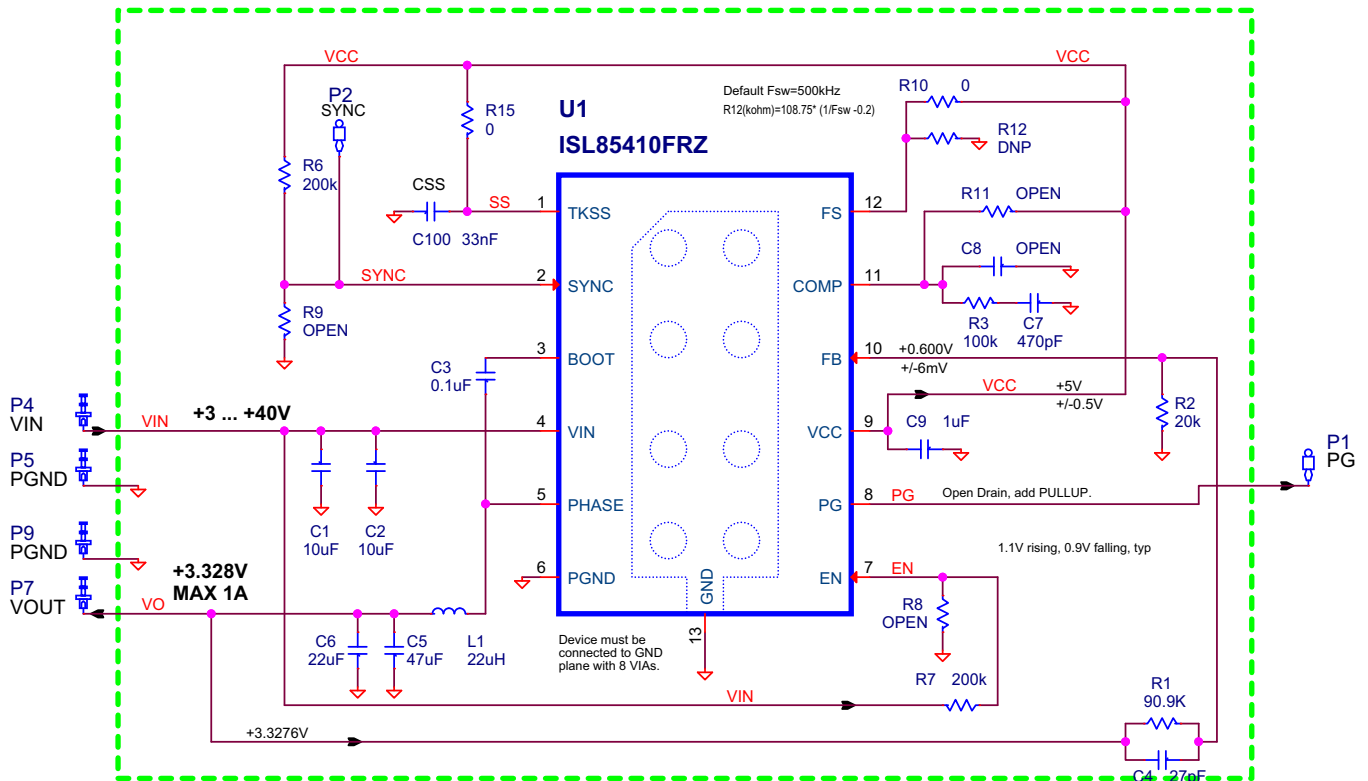 VCC
VCC
P2
SYNC
R15
0
U1
ISL85410FRZ
Default Fsw=500kHz
R12(kohm)=108.75* (1/Fsw -0.2)
R10 0
R12
DNP
R6
200k
CSS
SS
C100 33nF
1
TKSS
FS
12
R11 OPEN
C8 OPEN
SYNC
2
SYNC
COMP
11
R9
OPEN
R3
100k
C7
470pF
3
BOOT
FB
10
+0.600V
+/-6mV
C3
0.1uF
VCC
+5V
+/-0.5V
R2
20k
P4
VIN
VIN
+3 ... +40V
4
VIN
VCC
9
C9 1uF
P1
PG
P5
PGND
C1
10uF
C2
10uF
5
PHASE
PG
8
PG
Open Drain, add PULLUP.
P9
PGND
1.1V rising, 0.9V falling, typ
+3.328V
MAX 1A
6
PGND
GND
EN
7
EN
P7
VOUT
VO
R8
OPEN
C6
22uF
C5
47uF
L1
22uH
Device must be
connected to GND
plane with 8 VIAs.
13
R7 200k
VIN
R1
90.9K
+3.3276V
C4 27pF